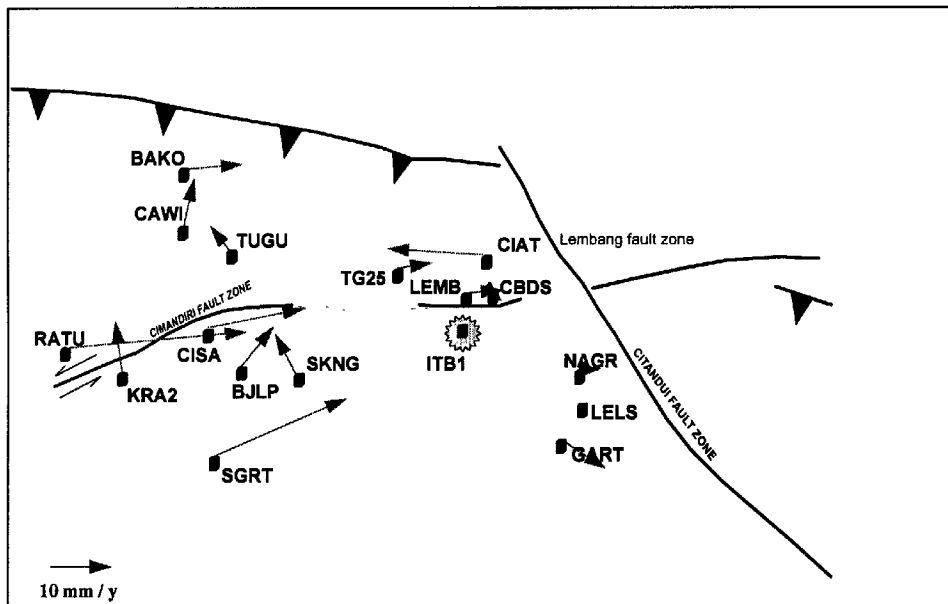 BAKO
CAWI
TUGU
CIAT
Lembang fault zone
TG25
LEMB
CBDS
CIMANDIRI FAULT ZONE
RATU
CISA
ITB1
SKNG
NAGR
KRA2
BJLP
LELS
CITANDUI FAULT ZONE
GART
SGRT
10 mm / y